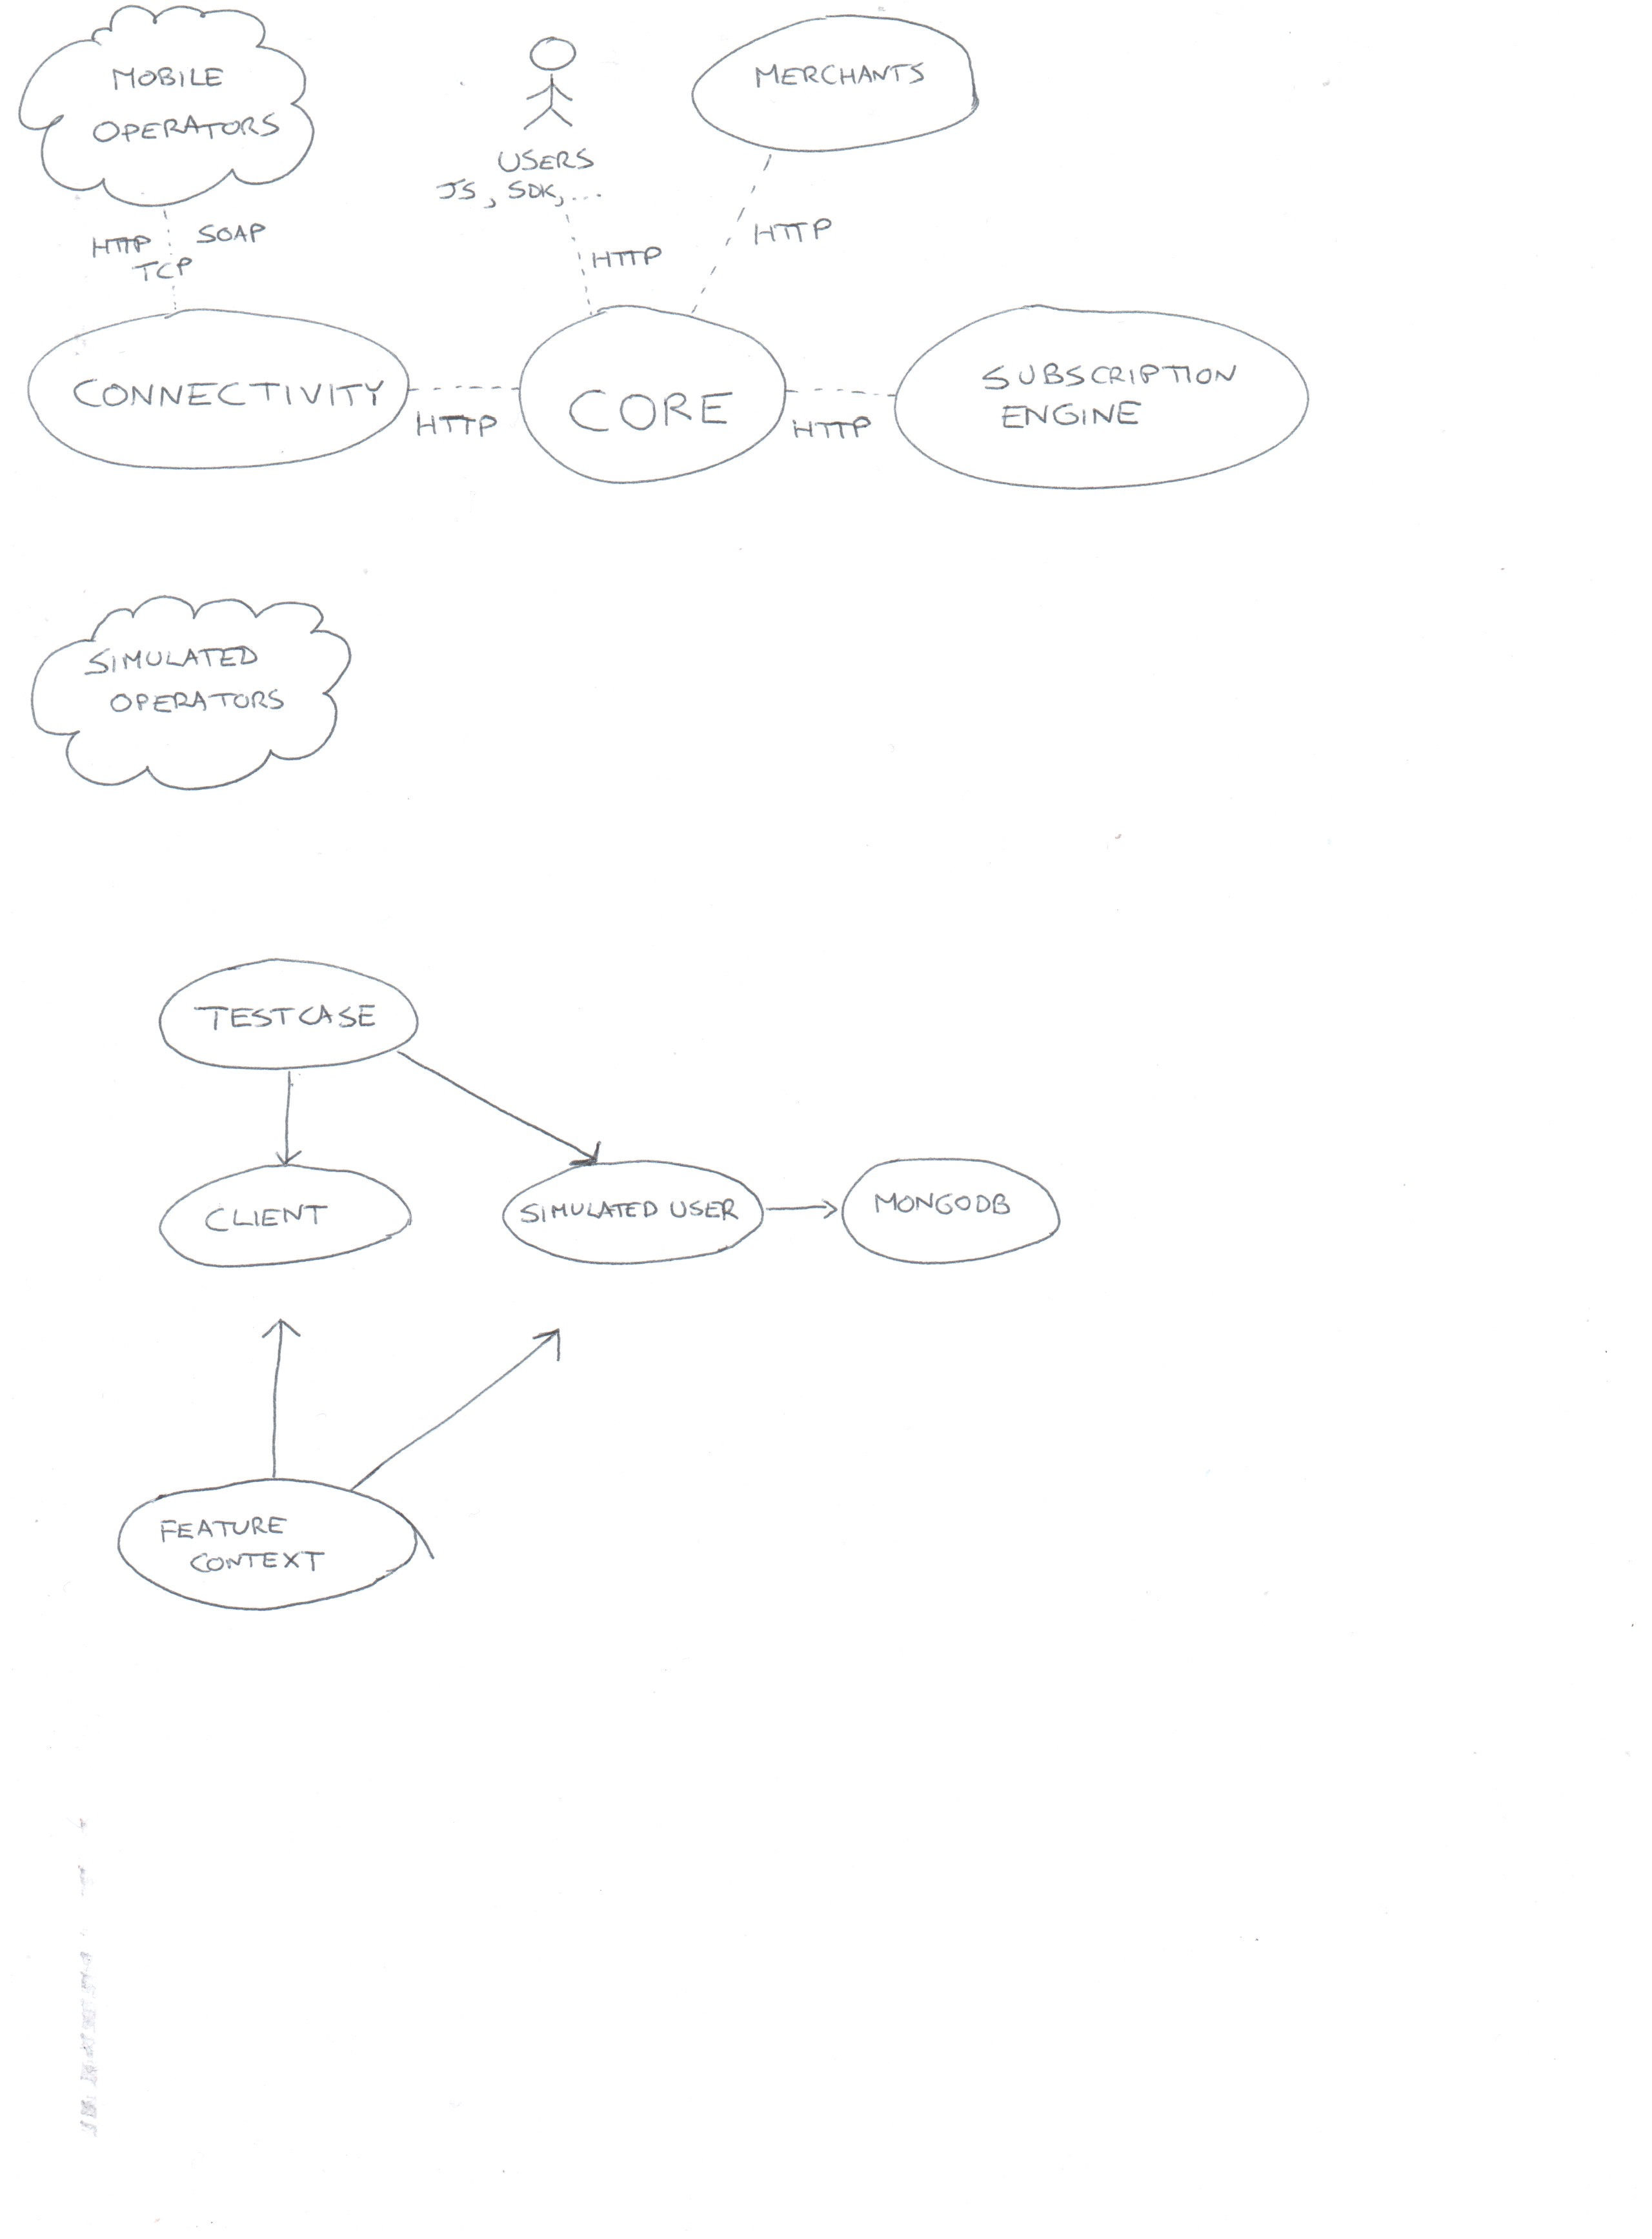 MOBILE
OPERATORS
USERS
JS, SDK, ...
MERCHANTS
HTTP
SOAP
TCP
HTTP
HTTP
CONNECTIVITY
HTTP
CORE
HTTP
SUBSCRIPTION
ENGINE
SIMULATED
OPERATORS
TESTCASE
CLIENT
SIMULATED USER
MONGODB
FEATURE
CONTEXT